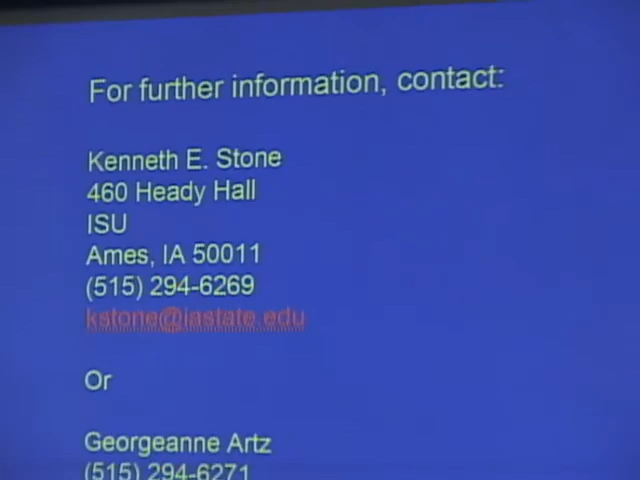 For further information, contact:
Kenneth E. Stone
460 Heady Hall
ISU
Ames, IA 50011
(515) 294-6269
kstone@iastate.edu
Or
Georgeanne Artz
(515) 294-6271